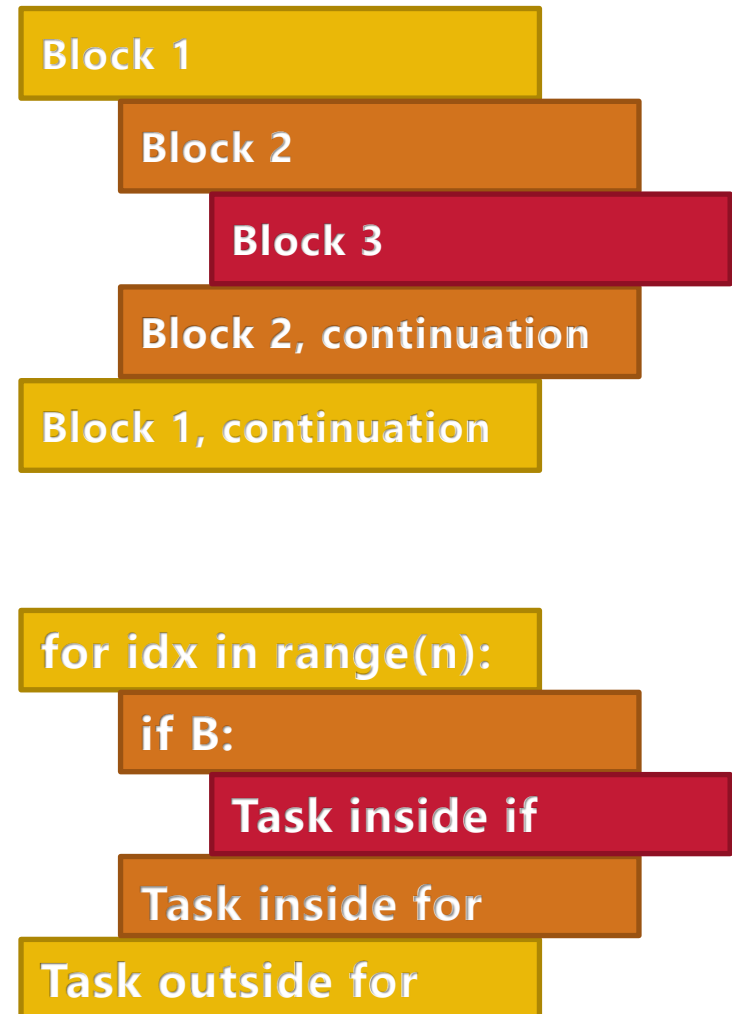 Block 1
Block 2
Block 3
Block 2, continuation
Block 1, continuation
for idx in range(n):
if B:
Task inside if
Task inside for
Task outside for